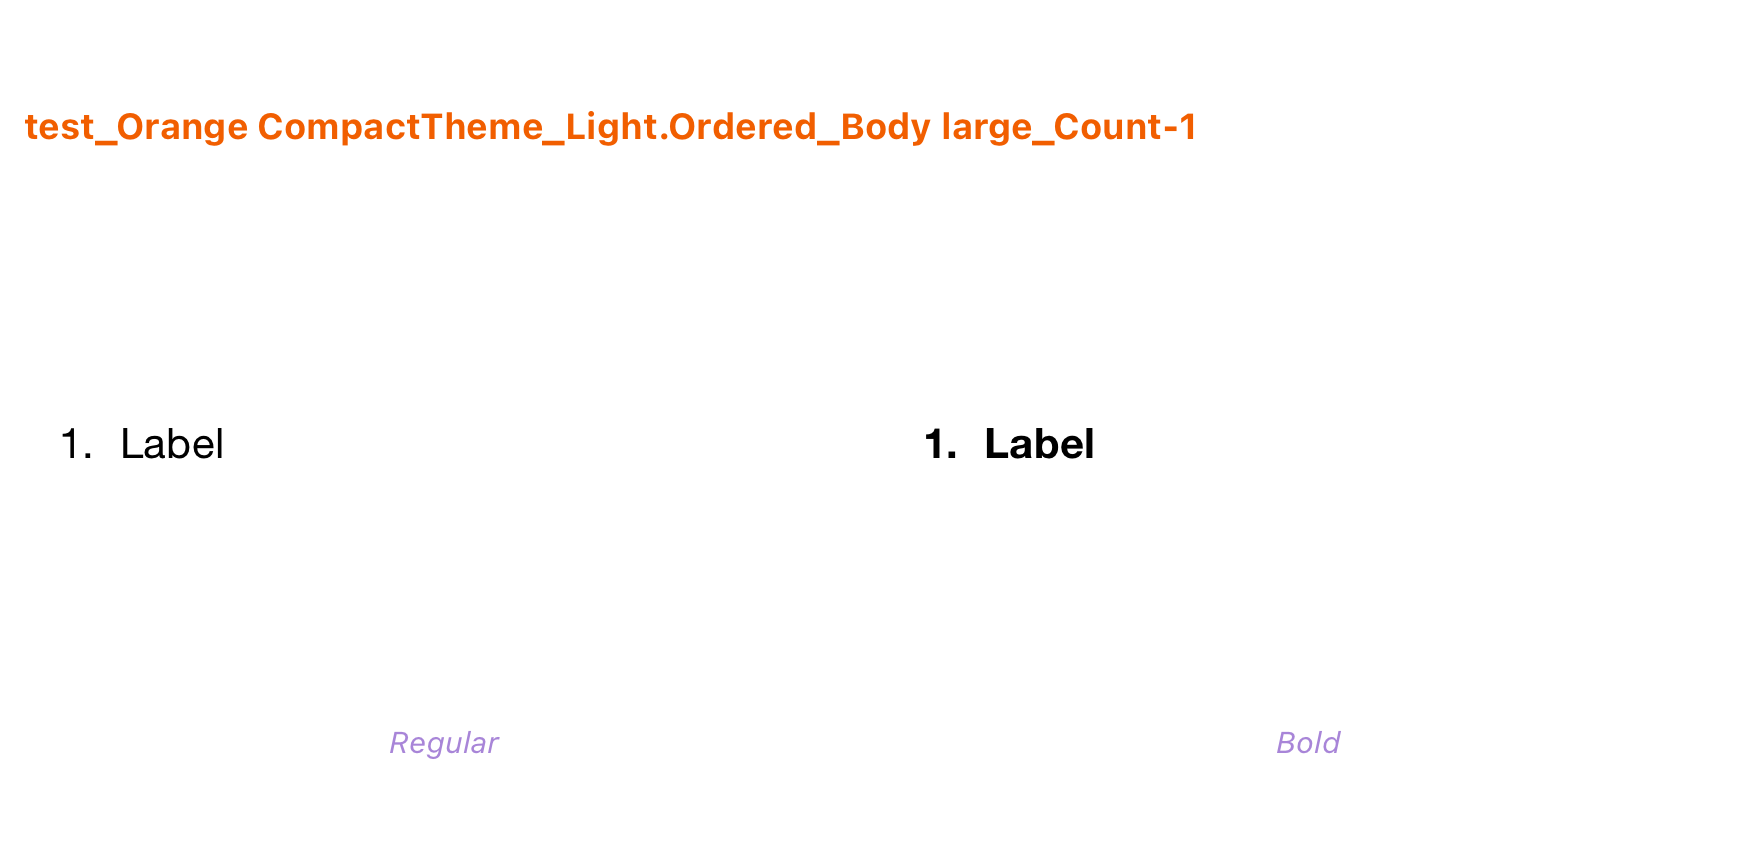 test_Orange CompactTheme_Light.Ordered_Body large_Count-1
1. Label
1. Label
Regular
Bold